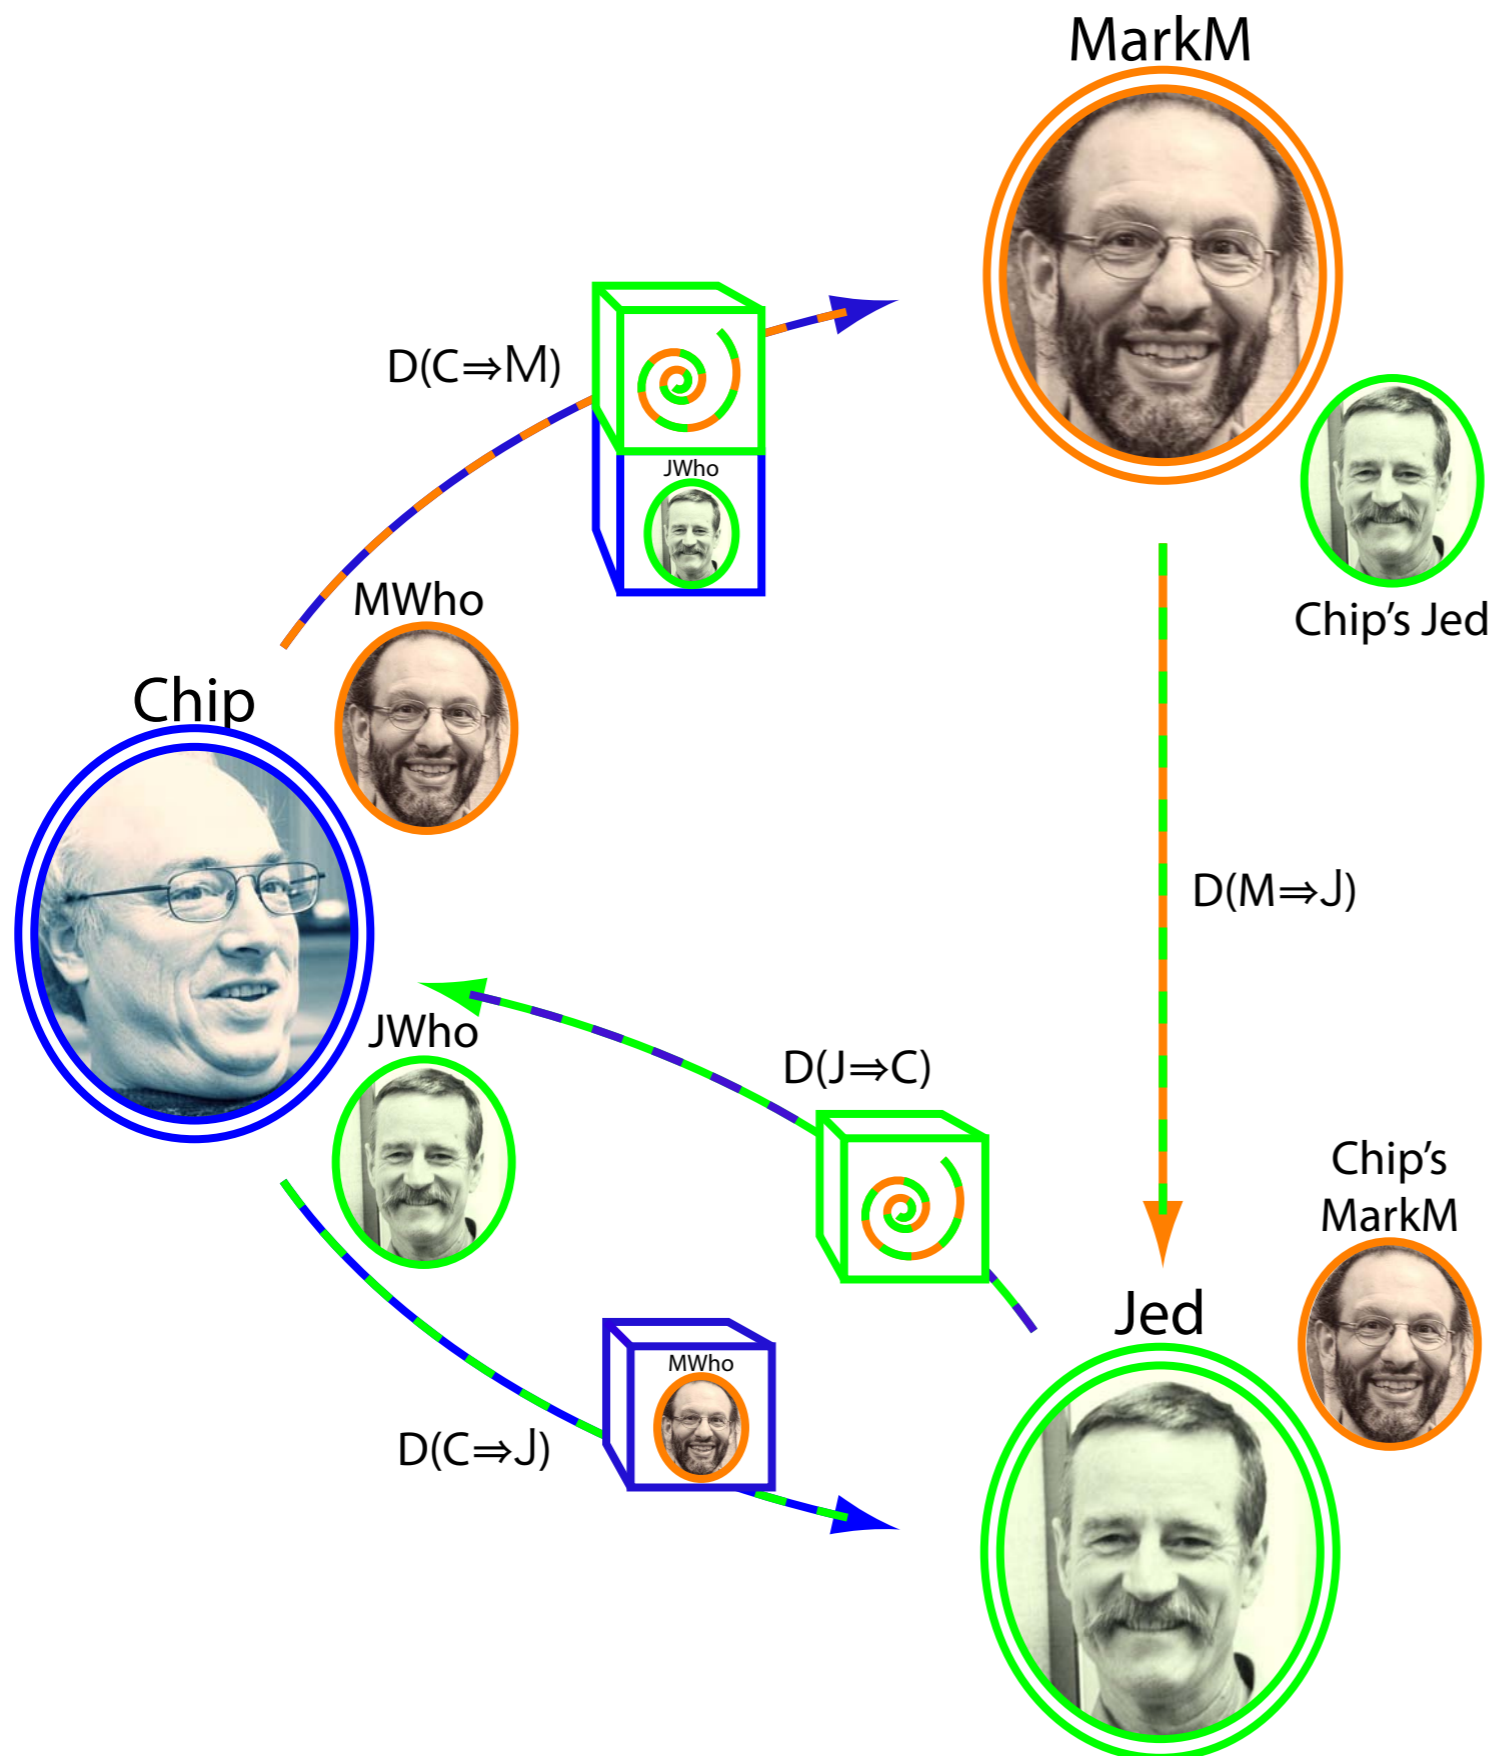 MarkM
D(C⇒M)
JWho
Chip's Jed
MWho
Chip
D(M⇒J)
JWho
D(J⇒C)
Chip's
MarkM
Jed
MWho
D(C⇒J)